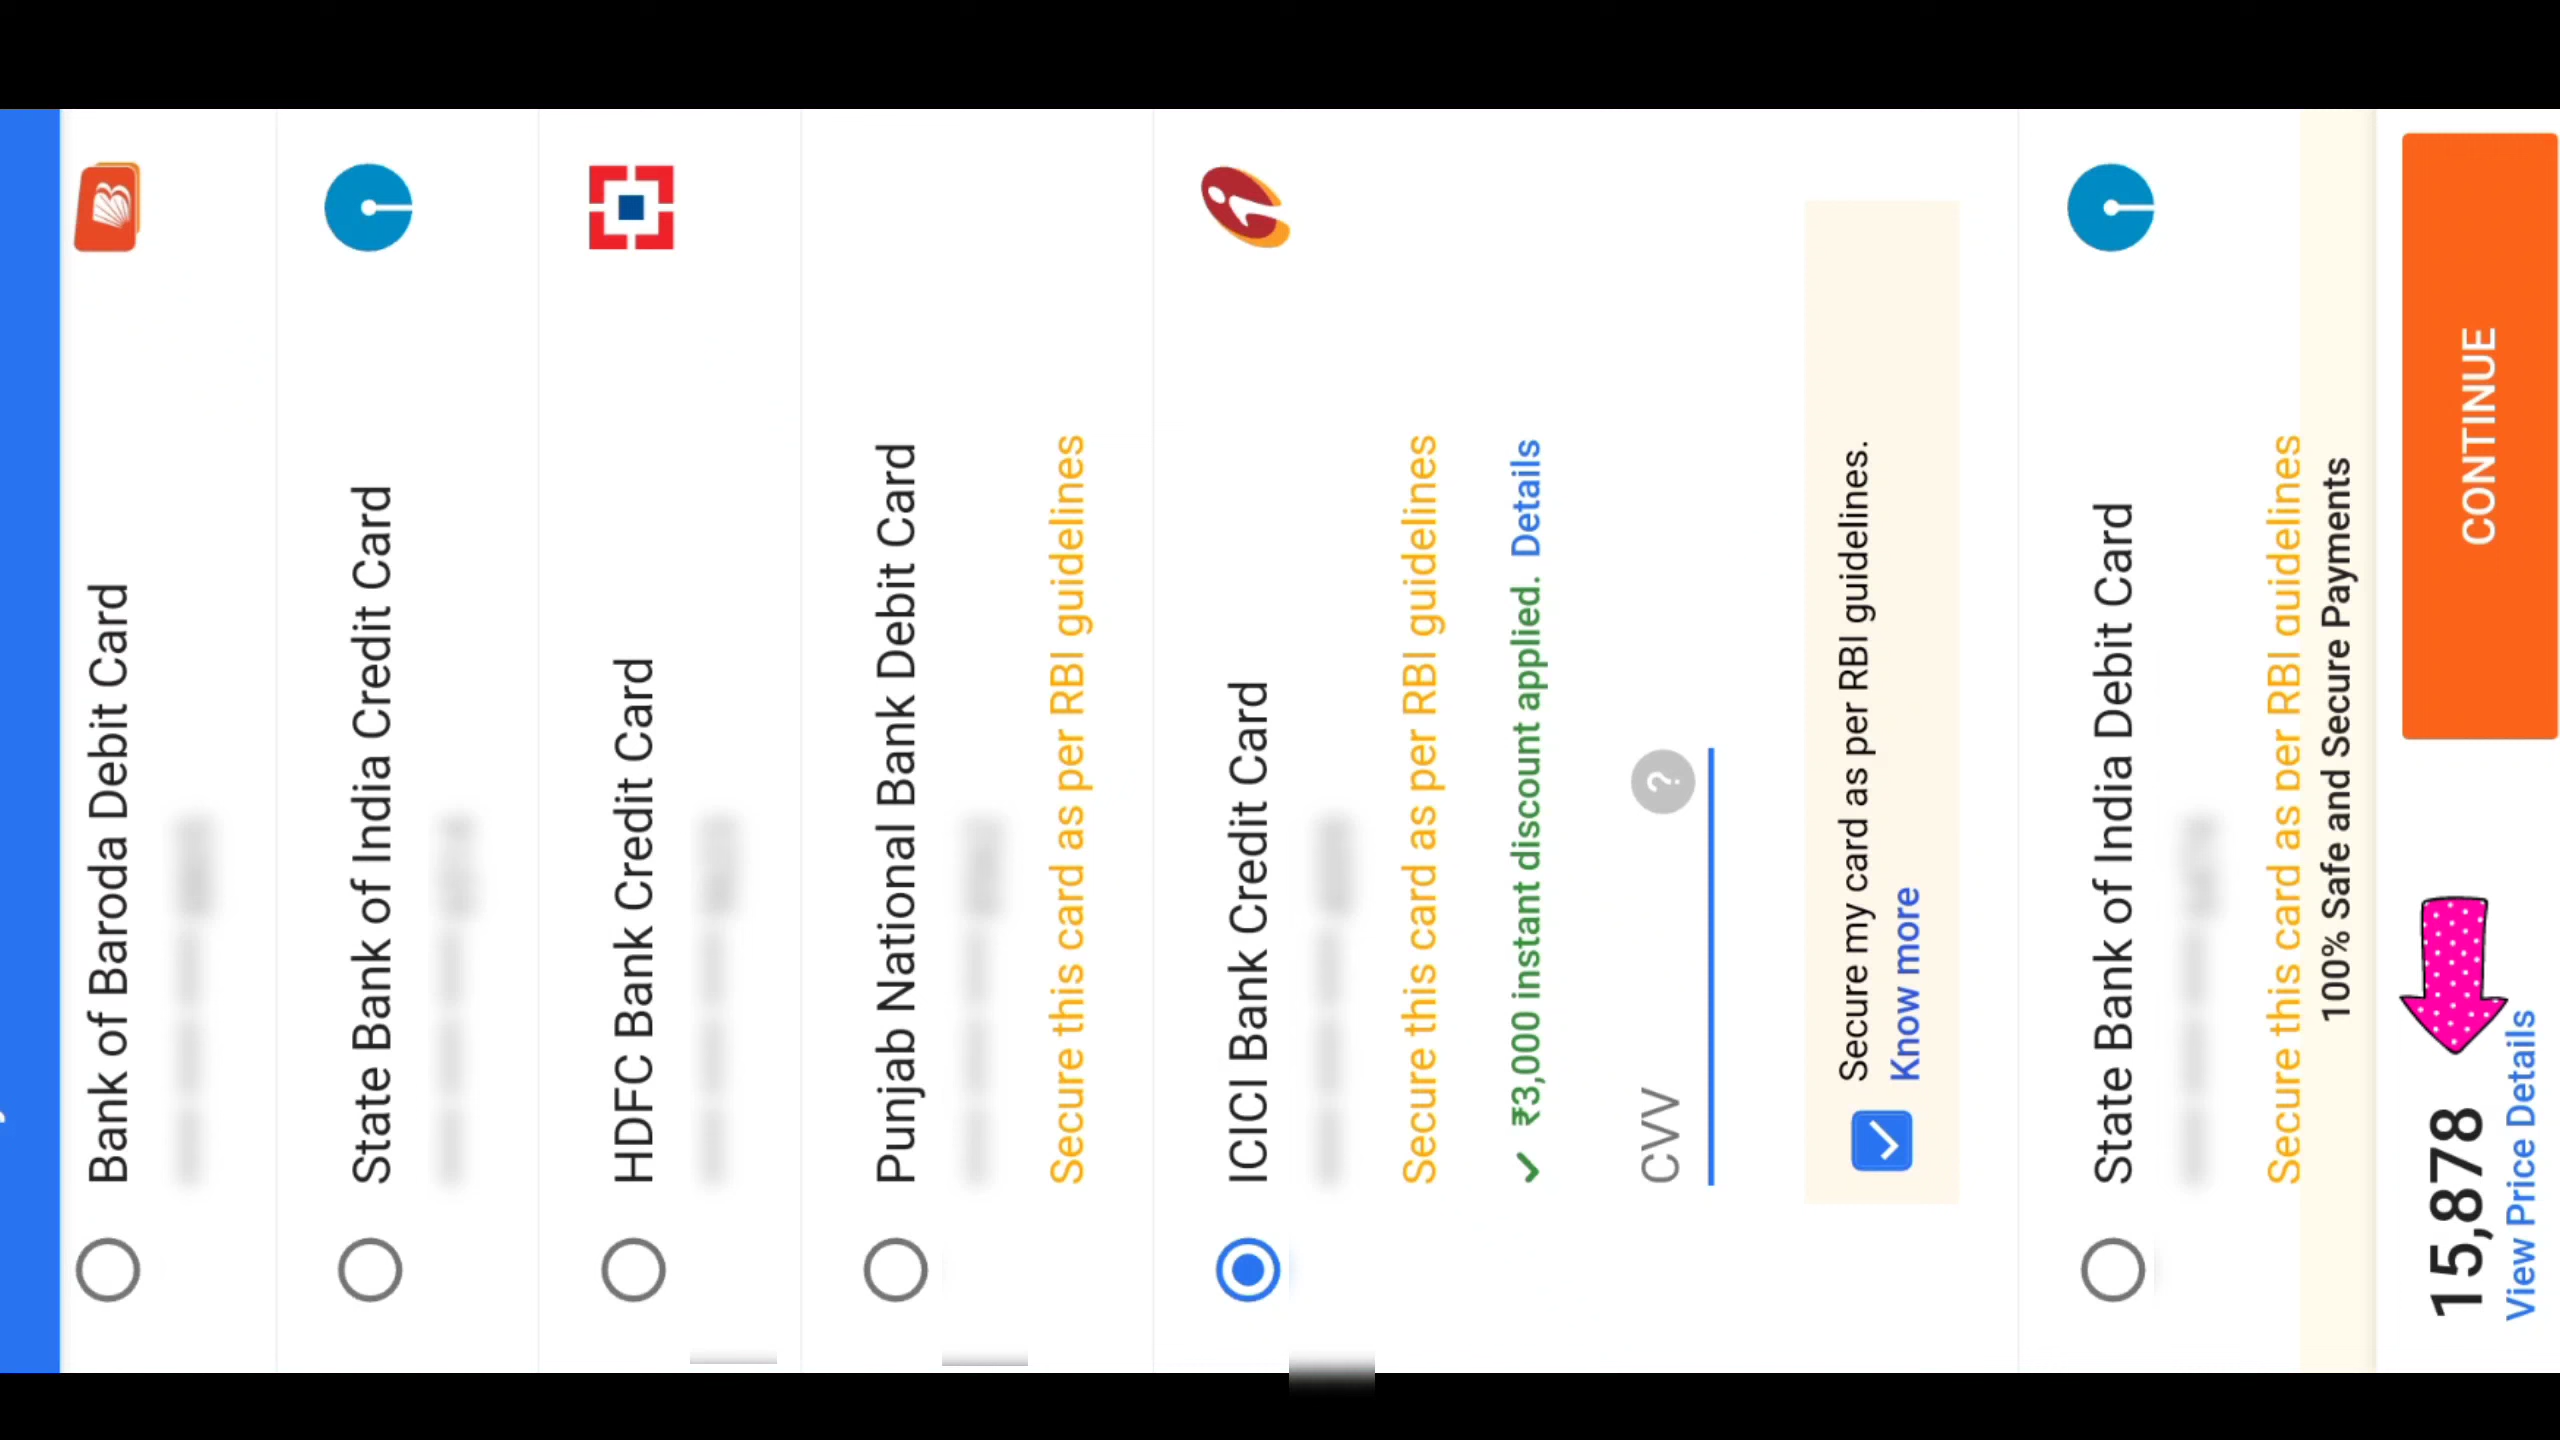 Bank of Baroda Debit Card
State Bank of India Credit Card
HDFC Bank Credit Card
Punjab National Bank Debit Card
Secure this card as per RBI guidelines
ICICI Bank Credit Card
Secure this card as per RBI guidelines
₹3,000 instant discount applied. Details
CVV ?
Secure my card as per RBI guidelines.
Know more
State Bank of India Debit Card
Secure this card as per RBI guidelines
100% Safe and Secure Payments
15,878
View Price Details
CONTINUE